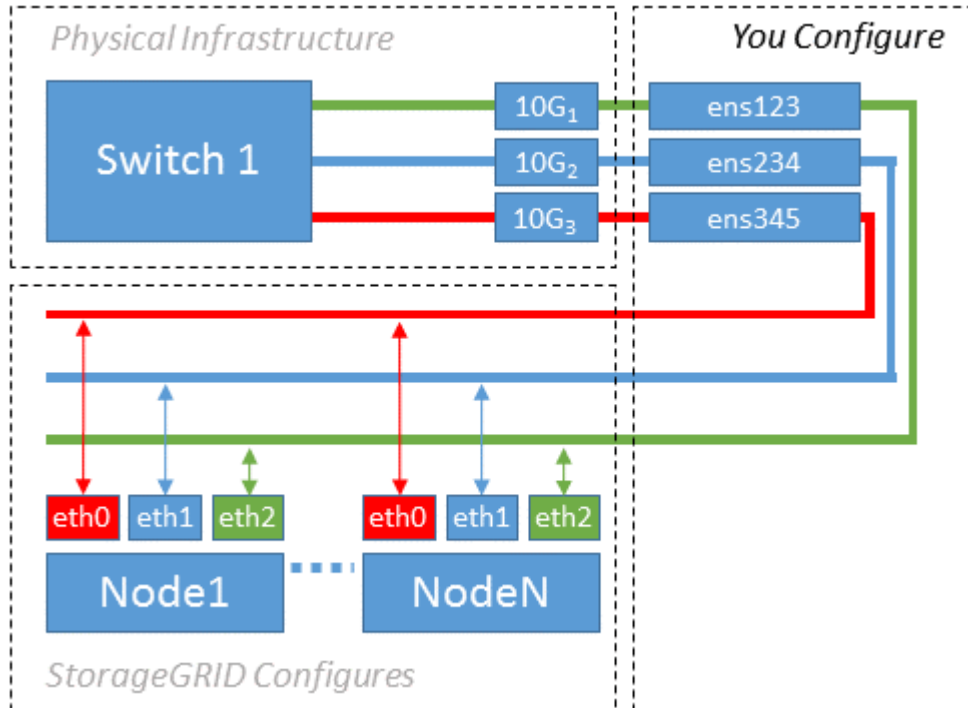 Physical Infrastructure
You Configure
Switch 1
10G₁
ens123
10G₂
ens234
10G₃
ens345
eth0 eth1 eth2 eth0 eth1 eth2
Node1 NodeN
StorageGRID Configures